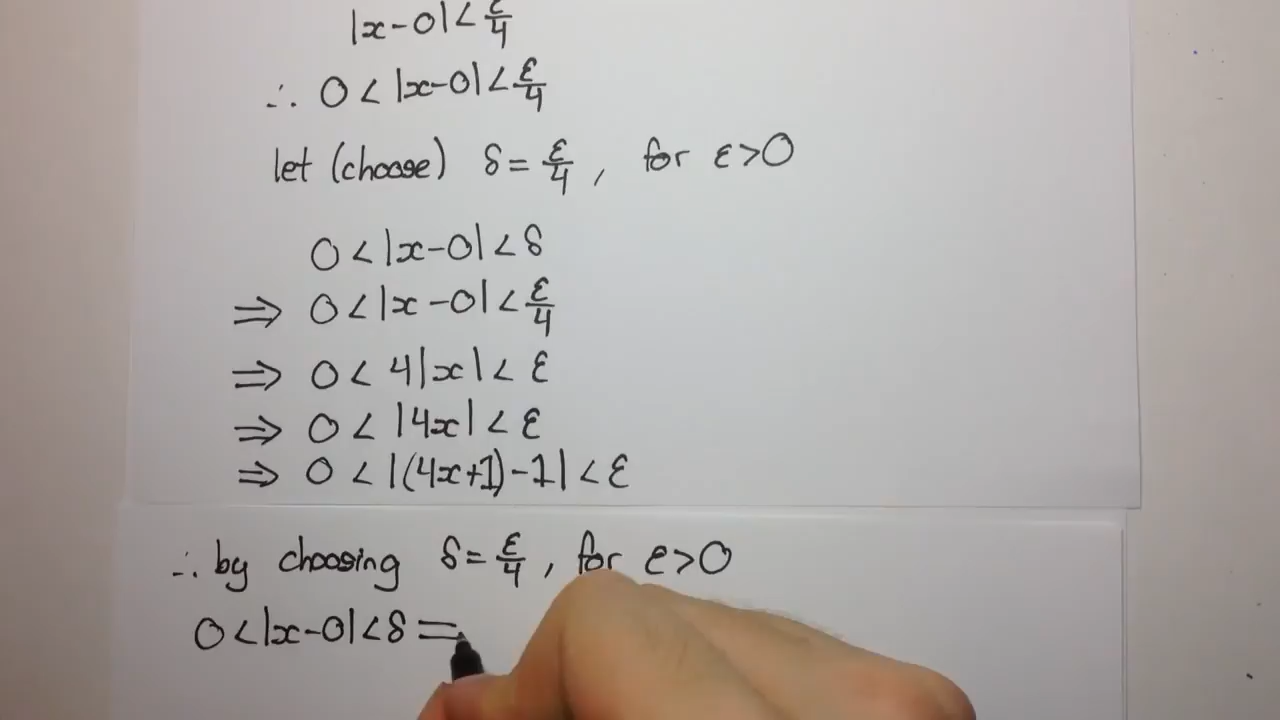 |x-0| < ε/4
∴ 0 < |x-0| < ε/4
let (choose) δ = ε/4, for ε>0
0 < |x-0| < δ
⇒ 0 < |x-0| < ε/4
⇒ 0 < 4|x| < ε
⇒ 0 < |4x| < ε
⇒ 0 < |(4x+1)-1| < ε
∴ by choosing δ = ε/4, for ε>0
0 < |x-0| < δ =